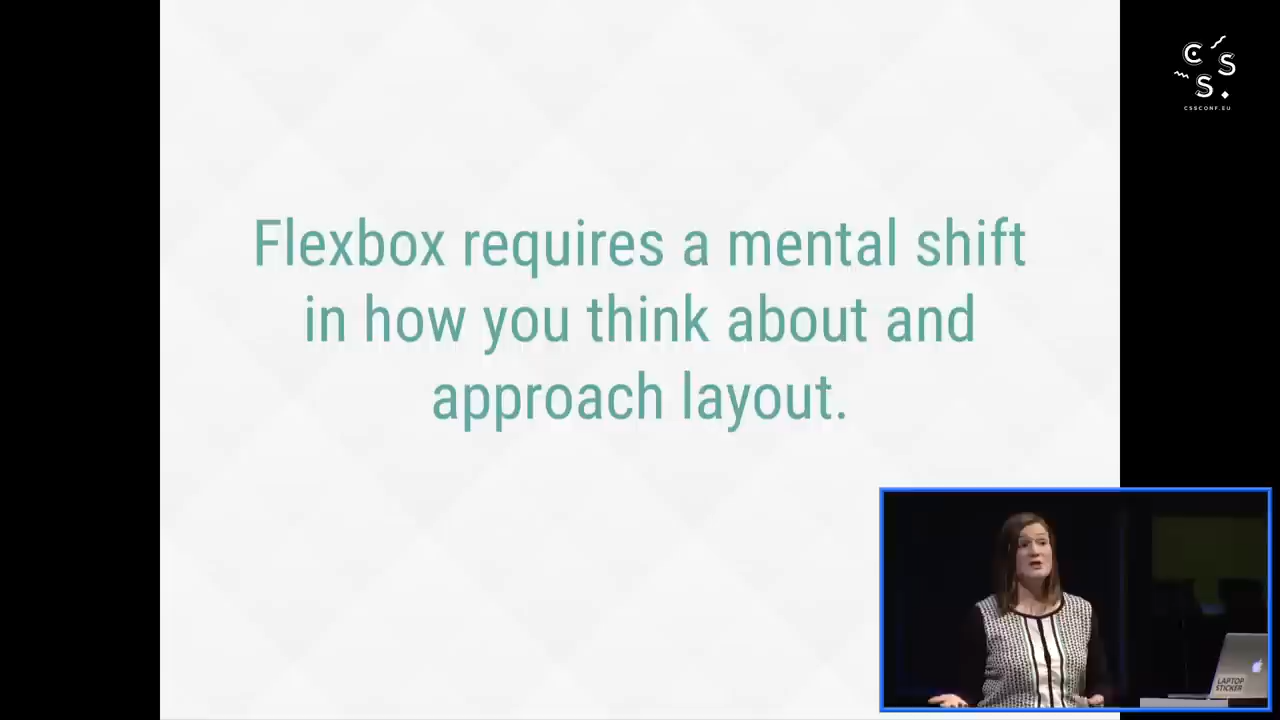 CSS
CSSCONF.EU
Flexbox requires a mental shift
in how you think about and
approach layout.
LAPTOP
STICKER